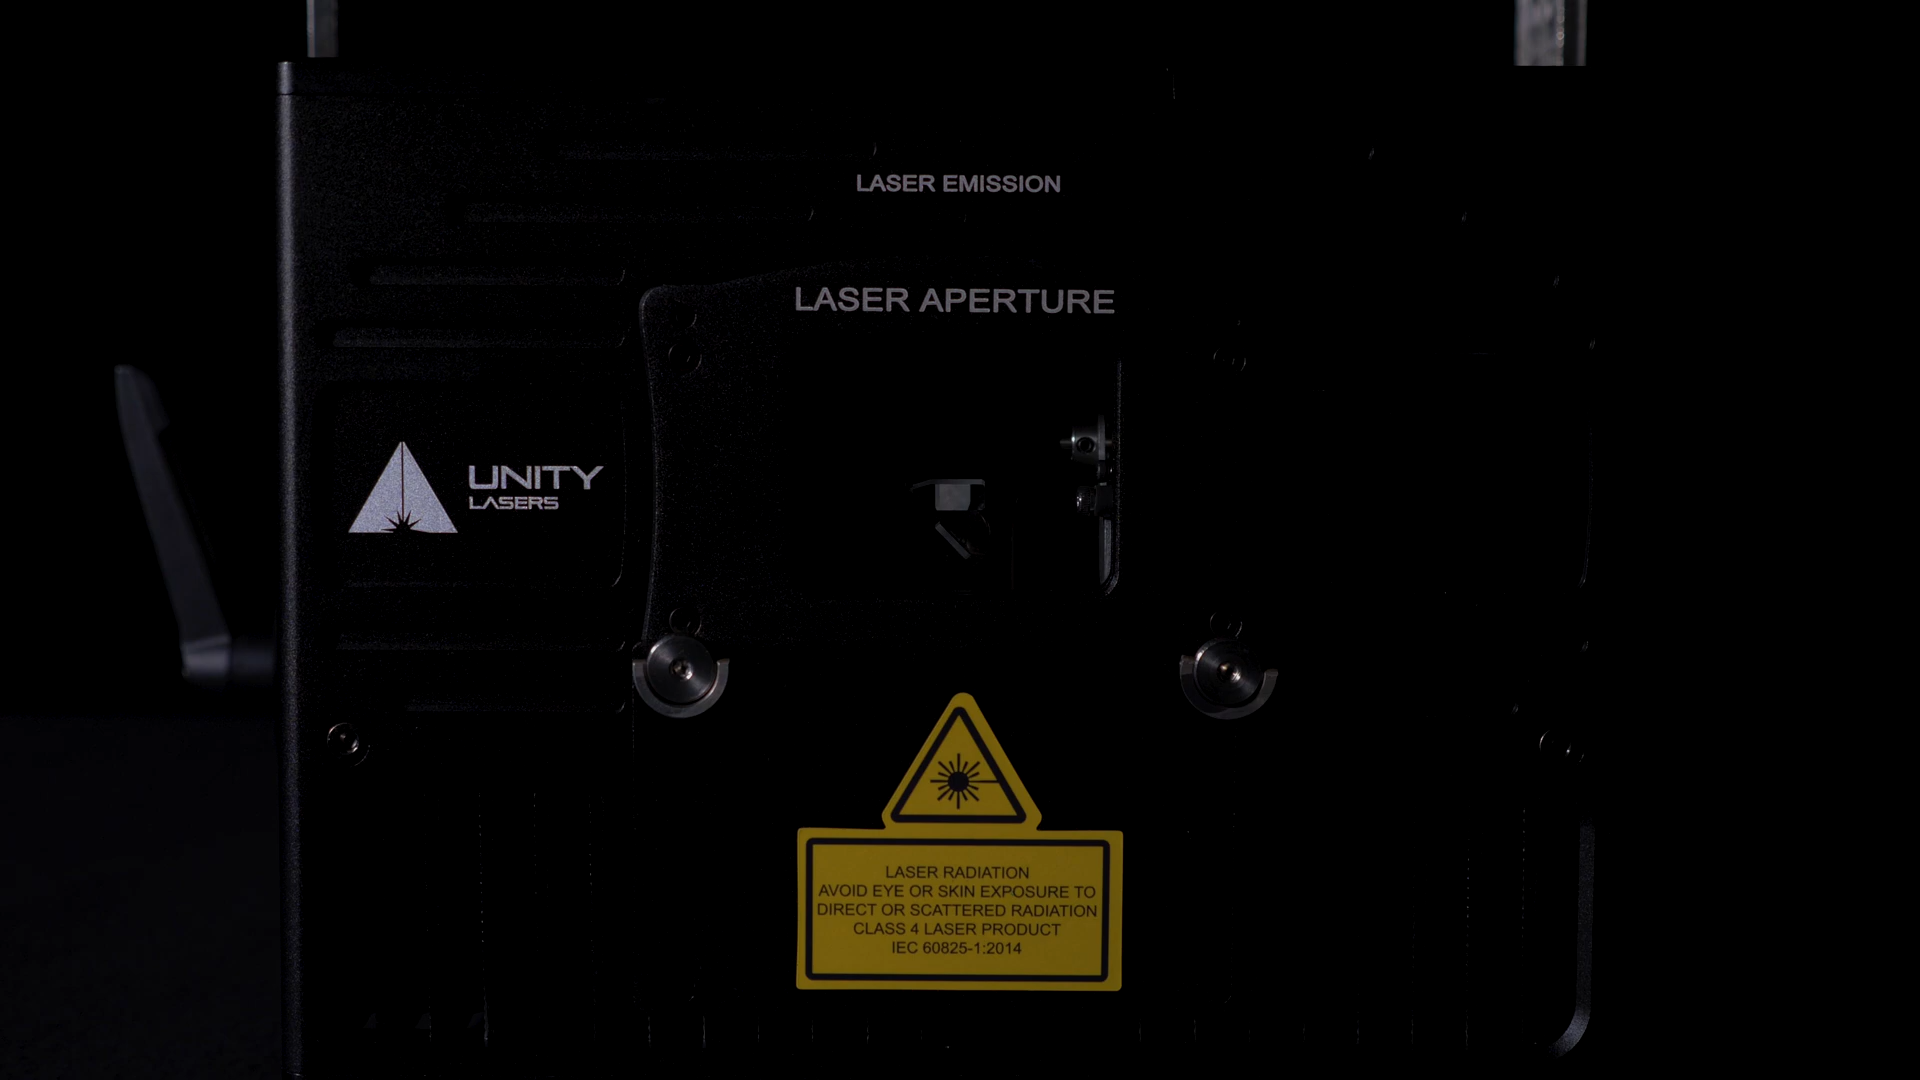 LASER EMISSION
LASER APERTURE
UNITY
LASERS
LASER RADIATION
AVOID EYE OR SKIN EXPOSURE TO
DIRECT OR SCATTERED RADIATION
CLASS 4 LASER PRODUCT
IEC 60825-1:2014